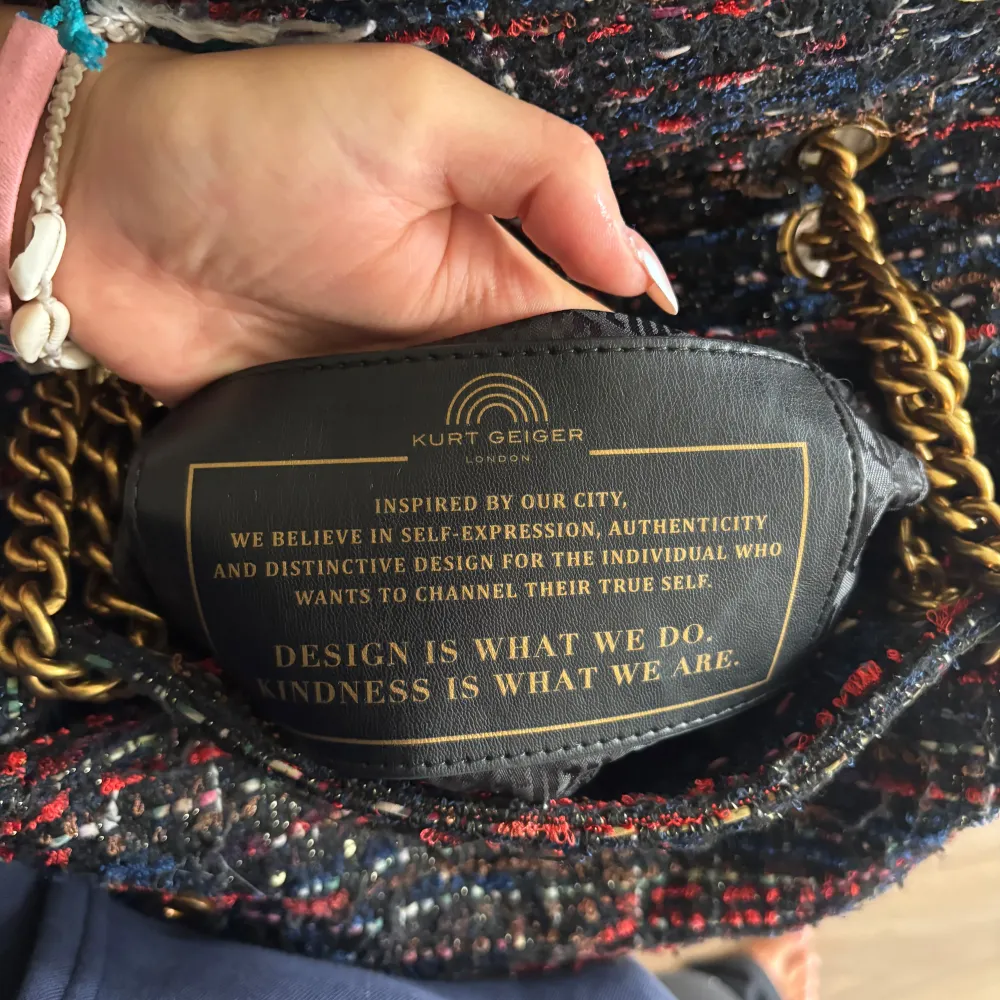 KURT GEIGER
LONDON
INSPIRED BY OUR CITY,
WE BELIEVE IN SELF-EXPRESSION, AUTHENTICITY
AND DISTINCTIVE DESIGN FOR THE INDIVIDUAL WHO
WANTS TO CHANNEL THEIR TRUE SELF.
DESIGN IS WHAT WE DO.
KINDNESS IS WHAT WE ARE.